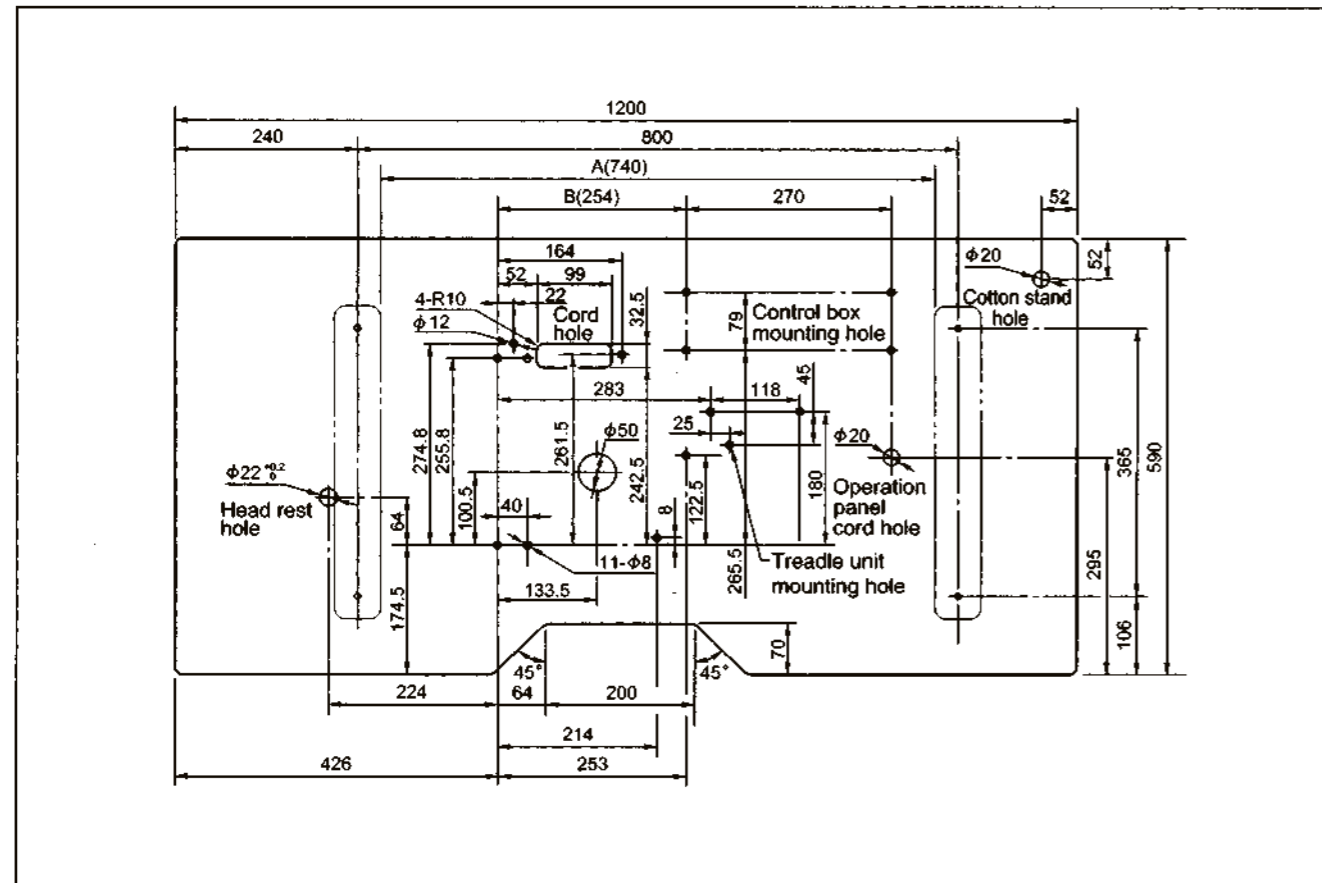 1200
240
800
A(740)
B(254)
270
52
164
52
99
52
φ20
Cotton stand
hole
22
4-R10
φ12
Cord
hole
32.5
79
Control box
mounting hole
283
118
45
25
274.8
255.8
261.5
φ50
242.5
φ20
180
365
590
φ22 +0.2
0
Head rest
hole
64
100.5
40
8
122.5
Operation
panel
cord hole
295
11-φ8
133.5
265.5
Treadle unit
mounting hole
174.5
106
70
45°
45°
224
64
200
214
426
253